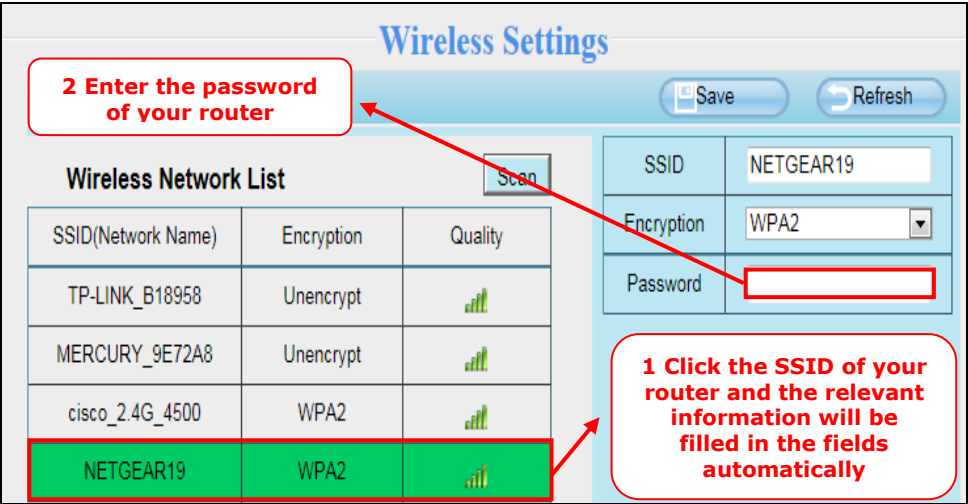 Wireless Settings
2 Enter the password
of your router
Save
Refresh
Wireless Network List
Scan
SSID(Network Name) Encryption Quality
TP-LINK_B18958 Unencrypt
MERCURY_9E72A8 Unencrypt
cisco_2.4G_4500 WPA2
NETGEAR19 WPA2
SSID NETGEAR19
Encryption WPA2
Password
1 Click the SSID of your
router and the relevant
information will be
filled in the fields
automatically